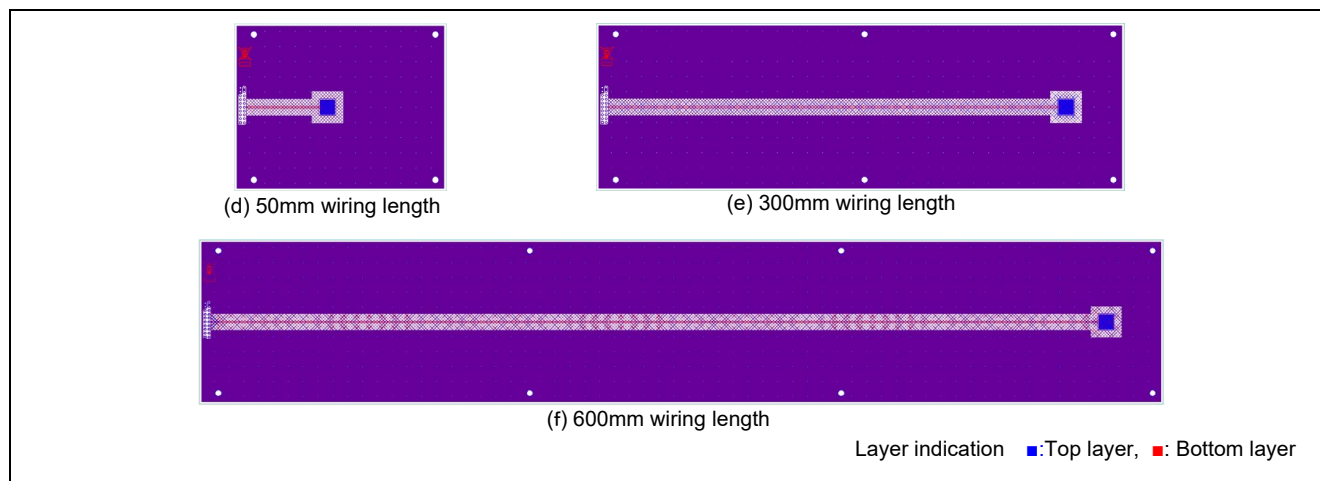 (d) 50mm wiring length
(e) 300mm wiring length
(f) 600mm wiring length
Layer indication ■:Top layer, ■: Bottom layer